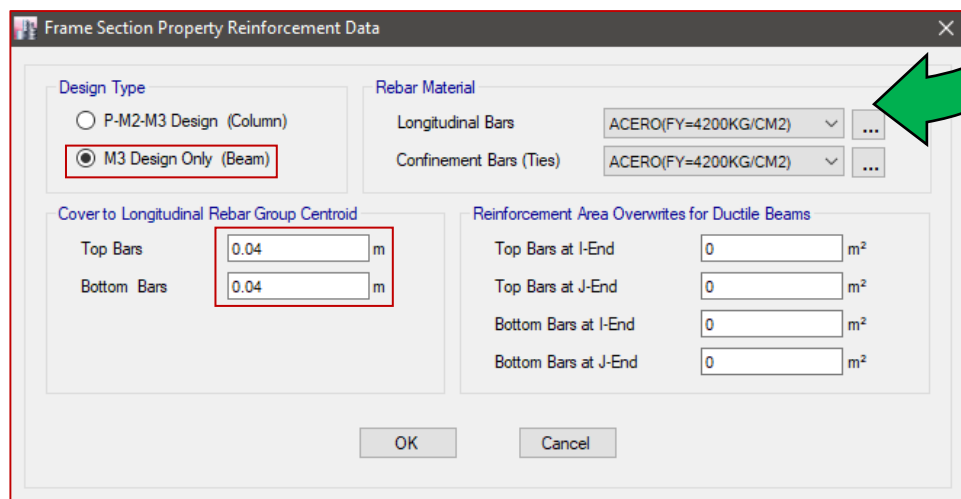 Frame Section Property Reinforcement Data
Design Type
P-M2-M3 Design (Column)
M3 Design Only (Beam)
Rebar Material
Longitudinal Bars ACERO(FY=4200KG/CM2) ...
Confinement Bars (Ties) ACERO(FY=4200KG/CM2) ...
Cover to Longitudinal Rebar Group Centroid
Top Bars 0.04 m
Bottom Bars 0.04 m
Reinforcement Area Overwrites for Ductile Beams
Top Bars at I-End 0 m²
Top Bars at J-End 0 m²
Bottom Bars at I-End 0 m²
Bottom Bars at J-End 0 m²
OK Cancel